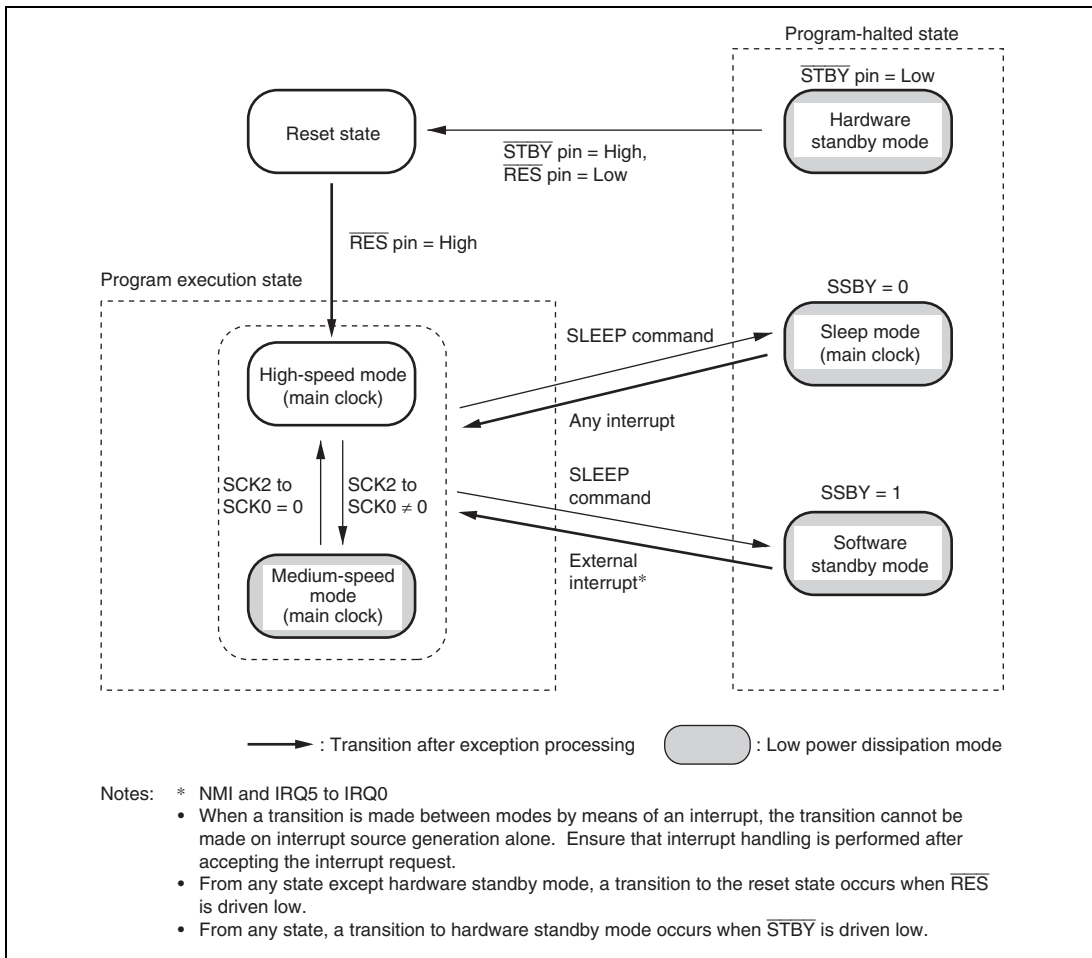 Program-halted state
STBY pin = Low
Hardware
standby mode
Reset state
STBY pin = High,
RES pin = Low
RES pin = High
Program execution state
High-speed mode
(main clock)
SCK2 to
SCK0 = 0
SCK2 to
SCK0 ≠ 0
Medium-speed
mode
(main clock)
SLEEP command
Any interrupt
SSBY = 0
Sleep mode
(main clock)
SLEEP
command
External
interrupt*
SSBY = 1
Software
standby mode
: Transition after exception processing
: Low power dissipation mode
Notes: * NMI and IRQ5 to IRQ0
• When a transition is made between modes by means of an interrupt, the transition cannot be
made on interrupt source generation alone. Ensure that interrupt handling is performed after
accepting the interrupt request.
• From any state except hardware standby mode, a transition to the reset state occurs when RES
is driven low.
• From any state, a transition to hardware standby mode occurs when STBY is driven low.